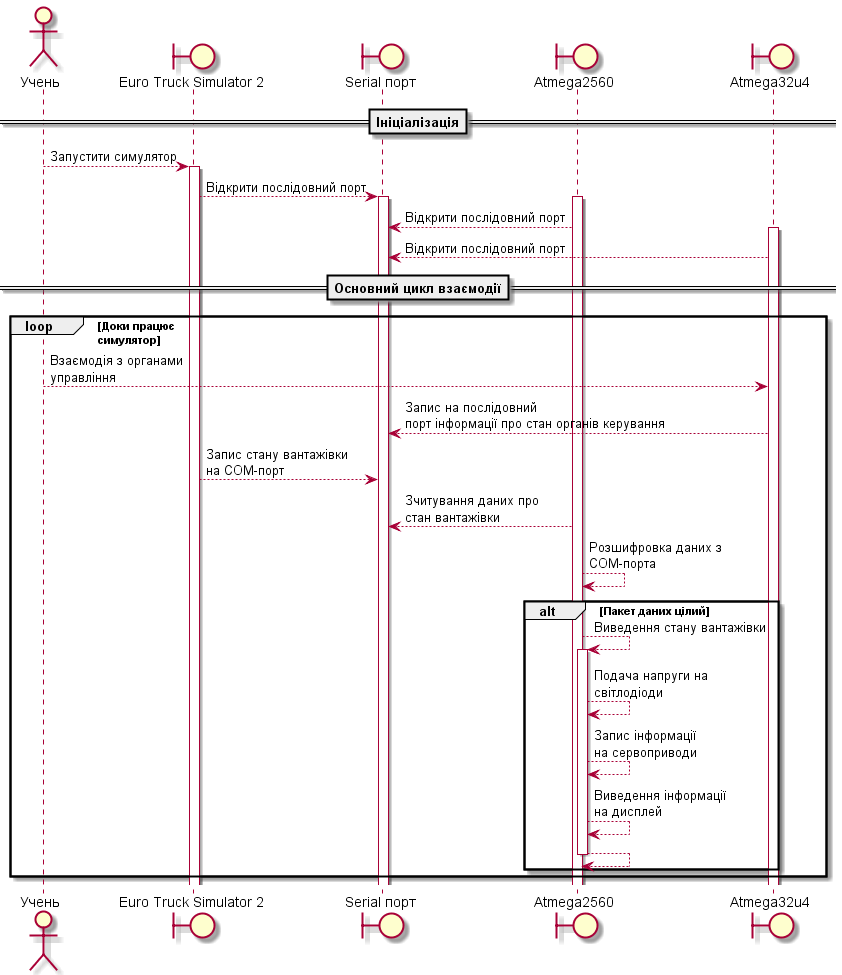 Учень
Euro Truck Simulator 2
Serial порт
Atmega2560
Atmega32u4
Ініціалізація
Запустити симулятор
Відкрити послідовний порт
Відкрити послідовний порт
Відкрити послідовний порт
Основний цикл взаємодії
loop
[Доки працює
симулятор]
Взаємодія з органами
управління
Запис на послідовний
порт інформації про стан органів керування
Запис стану вантажівки
на COM-порт
Зчитування даних про
стан вантажівки
Розшифровка даних з
COM-порта
alt
[Пакет даних цілий]
Виведення стану вантажівки
Подача напруги на
світлодіоди
Запис інформації
на сервоприводи
Виведення інформації
на дисплей
Учень
Euro Truck Simulator 2
Serial порт
Atmega2560
Atmega32u4